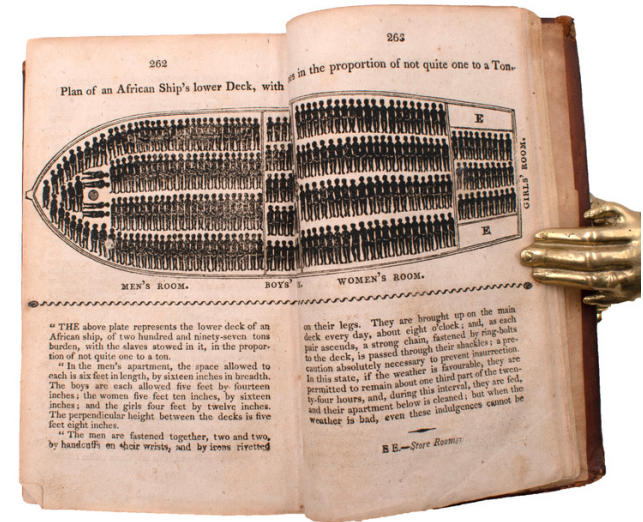 262
Plan of an African Ship's lower Deck, with
MEN'S ROOM.
BOYS'
" THE above plate represents the lower deck of an
African ship, of two hundred and ninety-seven tons
burden, with the slaves stowed in it, in the propor-
tion of not quite one to a ton.
" In the men's apartment, the space allowed to
each is six feet in length, by sixteen inches in breadth.
The boys are each allowed five feet by fourteen
inches; the women five feet ten inches, by sixteen
inches; and the girls four feet by twelve inches.
The perpendicular height between the decks is five
feet eight inches.
" The men are fastened together, two and two,
by handcuffs on their wrists, and by irons rivetted
263
in the proportion of not quite one to a Ton.
E
GIRLS' ROOM.
E
WOMEN'S ROOM.
on their legs. They are brought up on the main
deck every day, about eight o'clock; and, as each
pair ascends, a strong chain, fastened by ring-bolts
to the deck, is passed through their shackles; a pre-
caution absolutely necessary to prevent insurrection.
In this state, if the weather is favourable, they are
permitted to remain about one third part of the twen-
ty-four hours, and, during this interval, they are fed,
and their apartment below is cleaned; but when the
weather is bad, even these indulgences cannot be
E E.—Store Rooms.